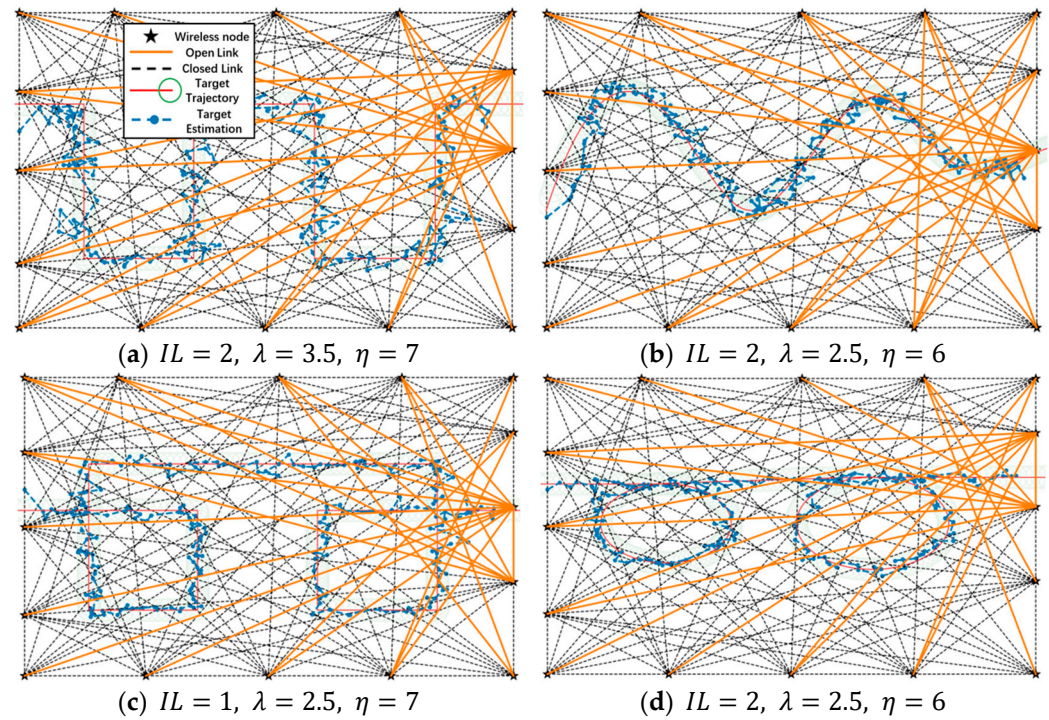 Wireless node
Open Link
Closed Link
Target
Trajectory
Target
Estimation
(a) IL = 2, λ = 3.5, η = 7
(b) IL = 2, λ = 2.5, η = 6
(c) IL = 1, λ = 2.5, η = 7
(d) IL = 2, λ = 2.5, η = 6